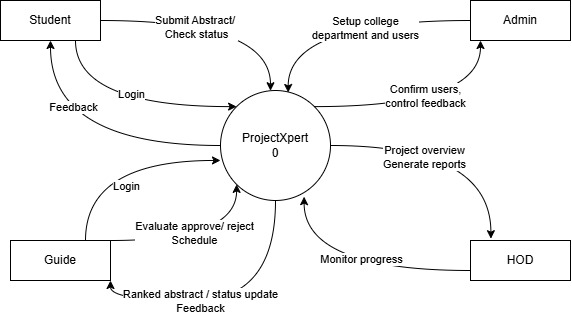 Student
Submit Abstract/
Check status
Setup college
department and users
Admin
Login
Feedback
Confirm users,
control feedback
ProjectXpert
0
Project overview
Generate reports
Login
Evaluate approve/ reject
Schedule
Guide
Monitor progress
HOD
Ranked abstract / status update
Feedback